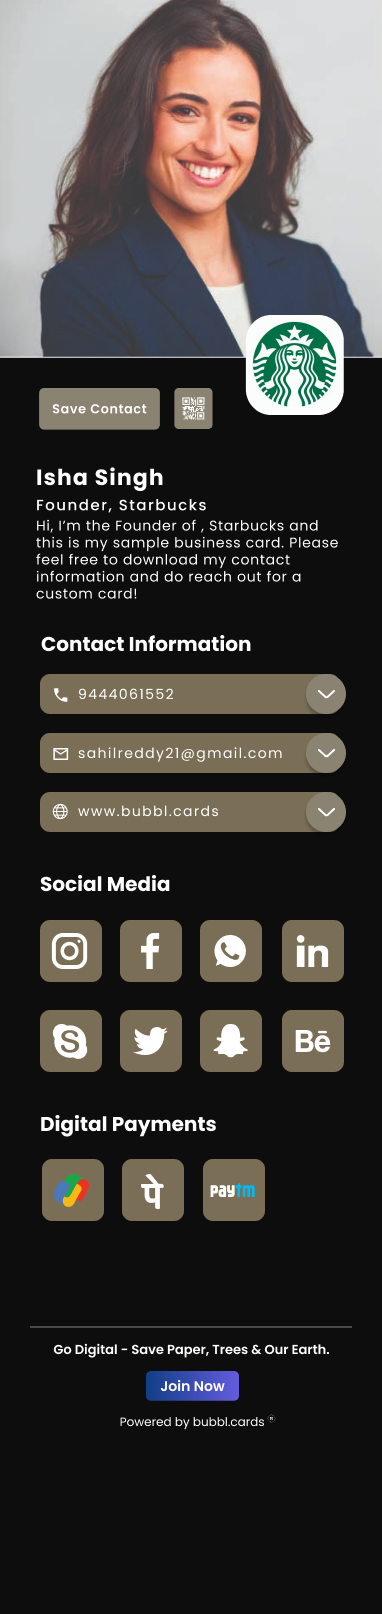 Save Contact
Isha Singh
Founder, Starbucks
Hi, I’m the Founder of , Starbucks and
this is my sample business card. Please
feel free to download my contact
information and do reach out for a
custom card!
Contact Information
9444061552
sahilreddy21@gmail.com
www.bubbl.cards
Social Media
in
Bē
Digital Payments
पे
paytm
Go Digital - Save Paper, Trees & Our Earth.
Join Now
Powered by bubbl.cards ®